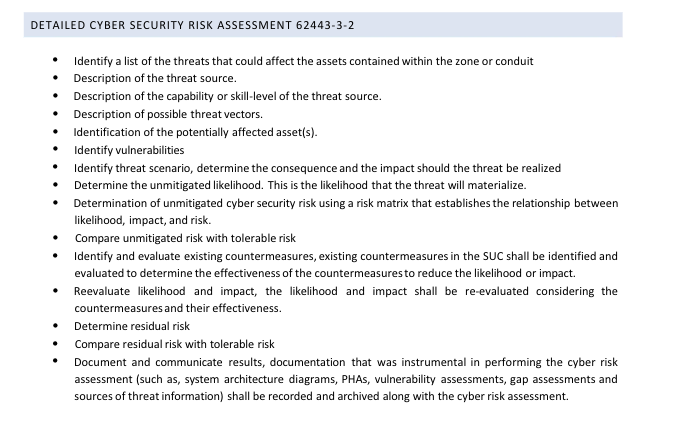 DETAILED CYBER SECURITY RISK ASSESSMENT 62443-3-2
• Identify a list of the threats that could affect the assets contained within the zone or conduit
• Description of the threat source.
• Description of the capability or skill-level of the threat source.
• Description of possible threat vectors.
• Identification of the potentially affected asset(s).
• Identify vulnerabilities
• Identify threat scenario, determine the consequence and the impact should the threat be realized
• Determine the unmitigated likelihood. This is the likelihood that the threat will materialize.
• Determination of unmitigated cyber security risk using a risk matrix that establishes the relationship between
likelihood, impact, and risk.
• Compare unmitigated risk with tolerable risk
• Identify and evaluate existing countermeasures, existing countermeasures in the SUC shall be identified and
evaluated to determine the effectiveness of the countermeasures to reduce the likelihood or impact.
• Reevaluate likelihood and impact, the likelihood and impact shall be re-evaluated considering the
countermeasures and their effectiveness.
• Determine residual risk
• Compare residual risk with tolerable risk
• Document and communicate results, documentation that was instrumental in performing the cyber risk
assessment (such as, system architecture diagrams, PHAs, vulnerability assessments, gap assessments and
sources of threat information) shall be recorded and archived along with the cyber risk assessment.